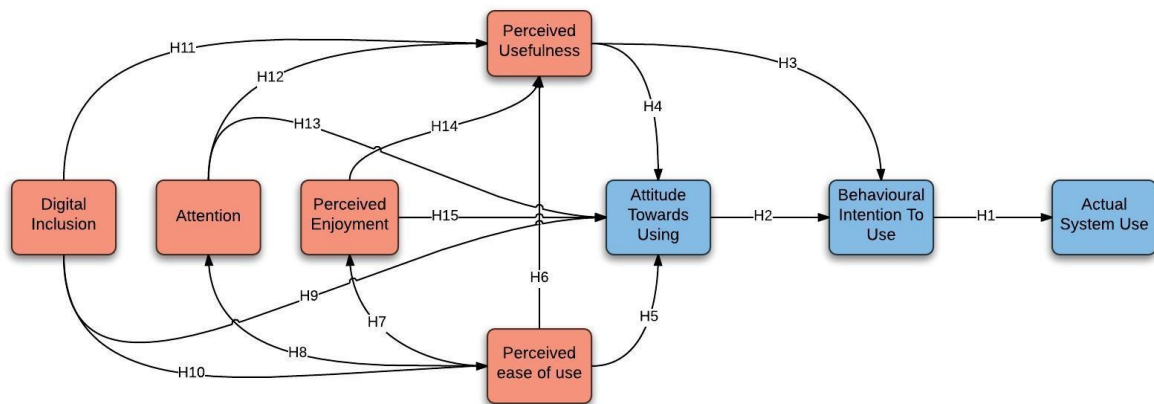 Perceived
Usefulness
H11
H3
H12
H4
H13
H14
Digital
Inclusion
Attention
Perceived
Enjoyment
H15
Attitude
Towards
Using
H2
Behavioural
Intention To
Use
H1
Actual
System Use
H6
H9
H7
H5
H8
H10
Perceived
ease of use